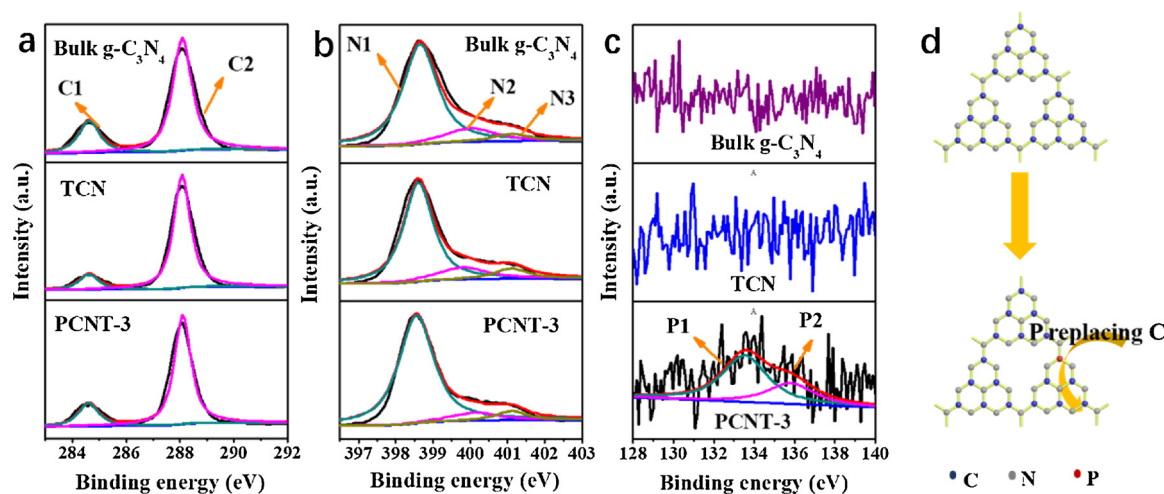 a
Bulk g-C₃N₄
C1
C2
TCN
PCNT-3
Intensity (a.u.)
284 286 288 290 292
Binding energy (eV)
b
N1
Bulk g-C₃N₄
N2
N3
TCN
PCNT-3
Intensity (a.u.)
397 398 399 400 401 402 403
Binding energy (eV)
c
Bulk g-C₃N₄
A
TCN
A
P1
P2
PCNT-3
Intensity (a.u.)
128 130 132 134 136 138 140
Binding energy (eV)
d
P replacing C
C N P